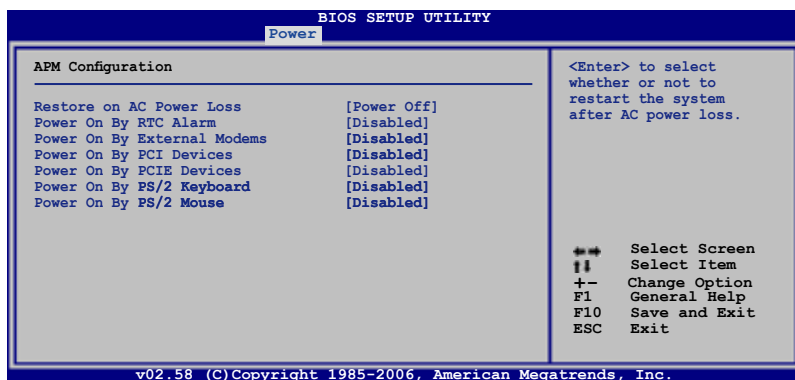 BIOS SETUP UTILITY
Power
APM Configuration
Restore on AC Power Loss [Power Off]
Power On By RTC Alarm [Disabled]
Power On By External Modems [Disabled]
Power On By PCI Devices [Disabled]
Power On By PCIE Devices [Disabled]
Power On By PS/2 Keyboard [Disabled]
Power On By PS/2 Mouse [Disabled]
<Enter> to select
whether or not to
restart the system
after AC power loss.
Select Screen
Select Item
+- Change Option
F1 General Help
F10 Save and Exit
ESC Exit
v02.58 (C)Copyright 1985-2006, American Megatrends, Inc.